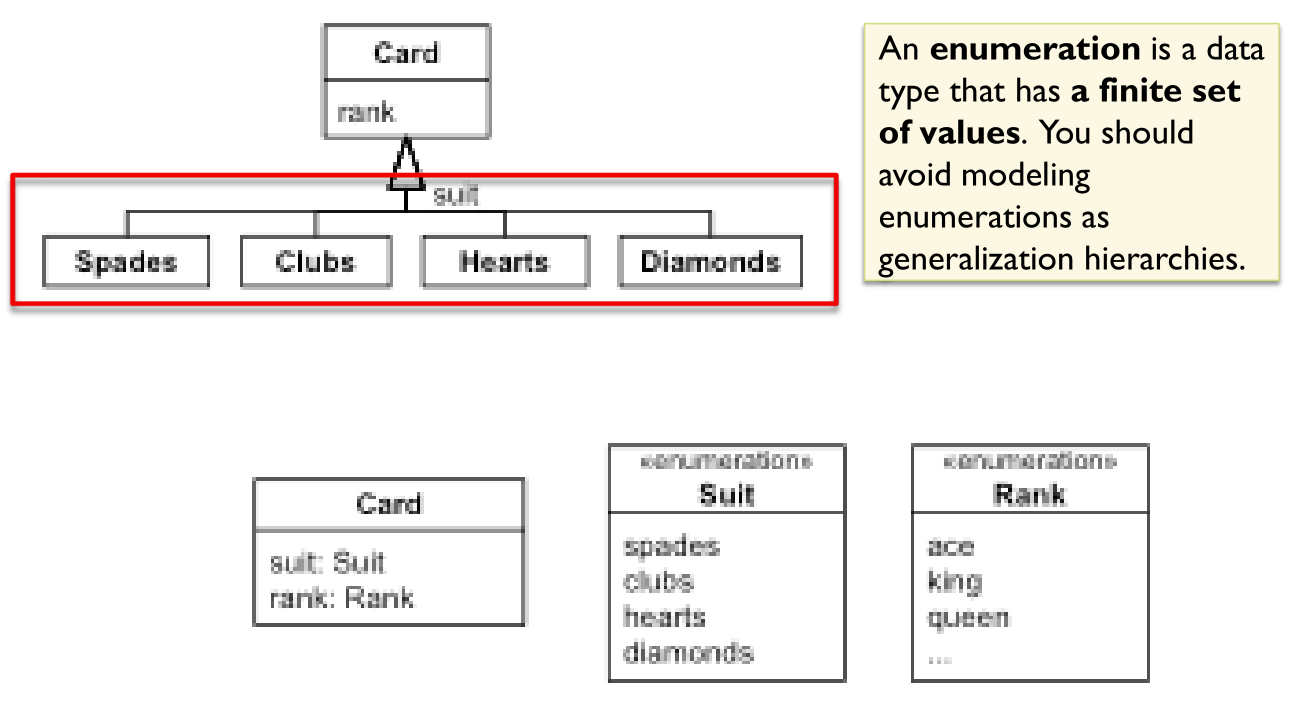 Card
rank
suit
Spades
Clubs
Hearts
Diamonds
An enumeration is a data
type that has a finite set
of values. You should
avoid modeling
enumerations as
generalization hierarchies.
Card
suit: Suit
rank: Rank
«enumeration»
Suit
spades
clubs
hearts
diamonds
«enumeration»
Rank
ace
king
queen
...